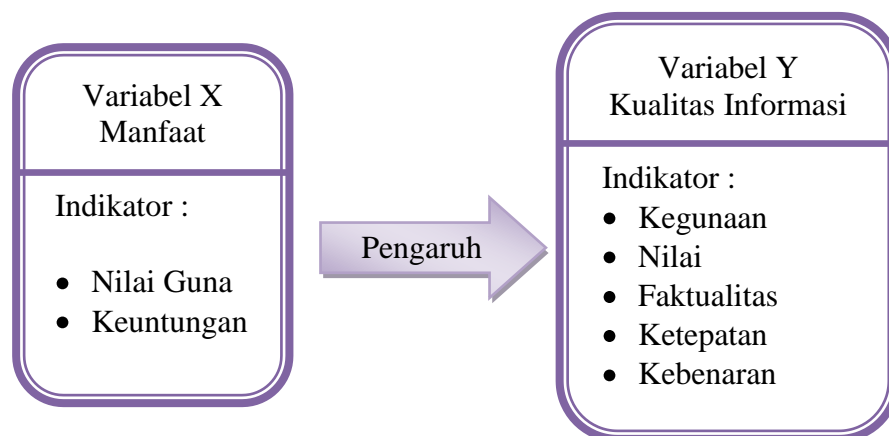 Variabel X
Manfaat
Indikator :
• Nilai Guna
• Keuntungan
Pengaruh
Variabel Y
Kualitas Informasi
Indikator :
• Kegunaan
• Nilai
• Faktualitas
• Ketepatan
• Kebenaran